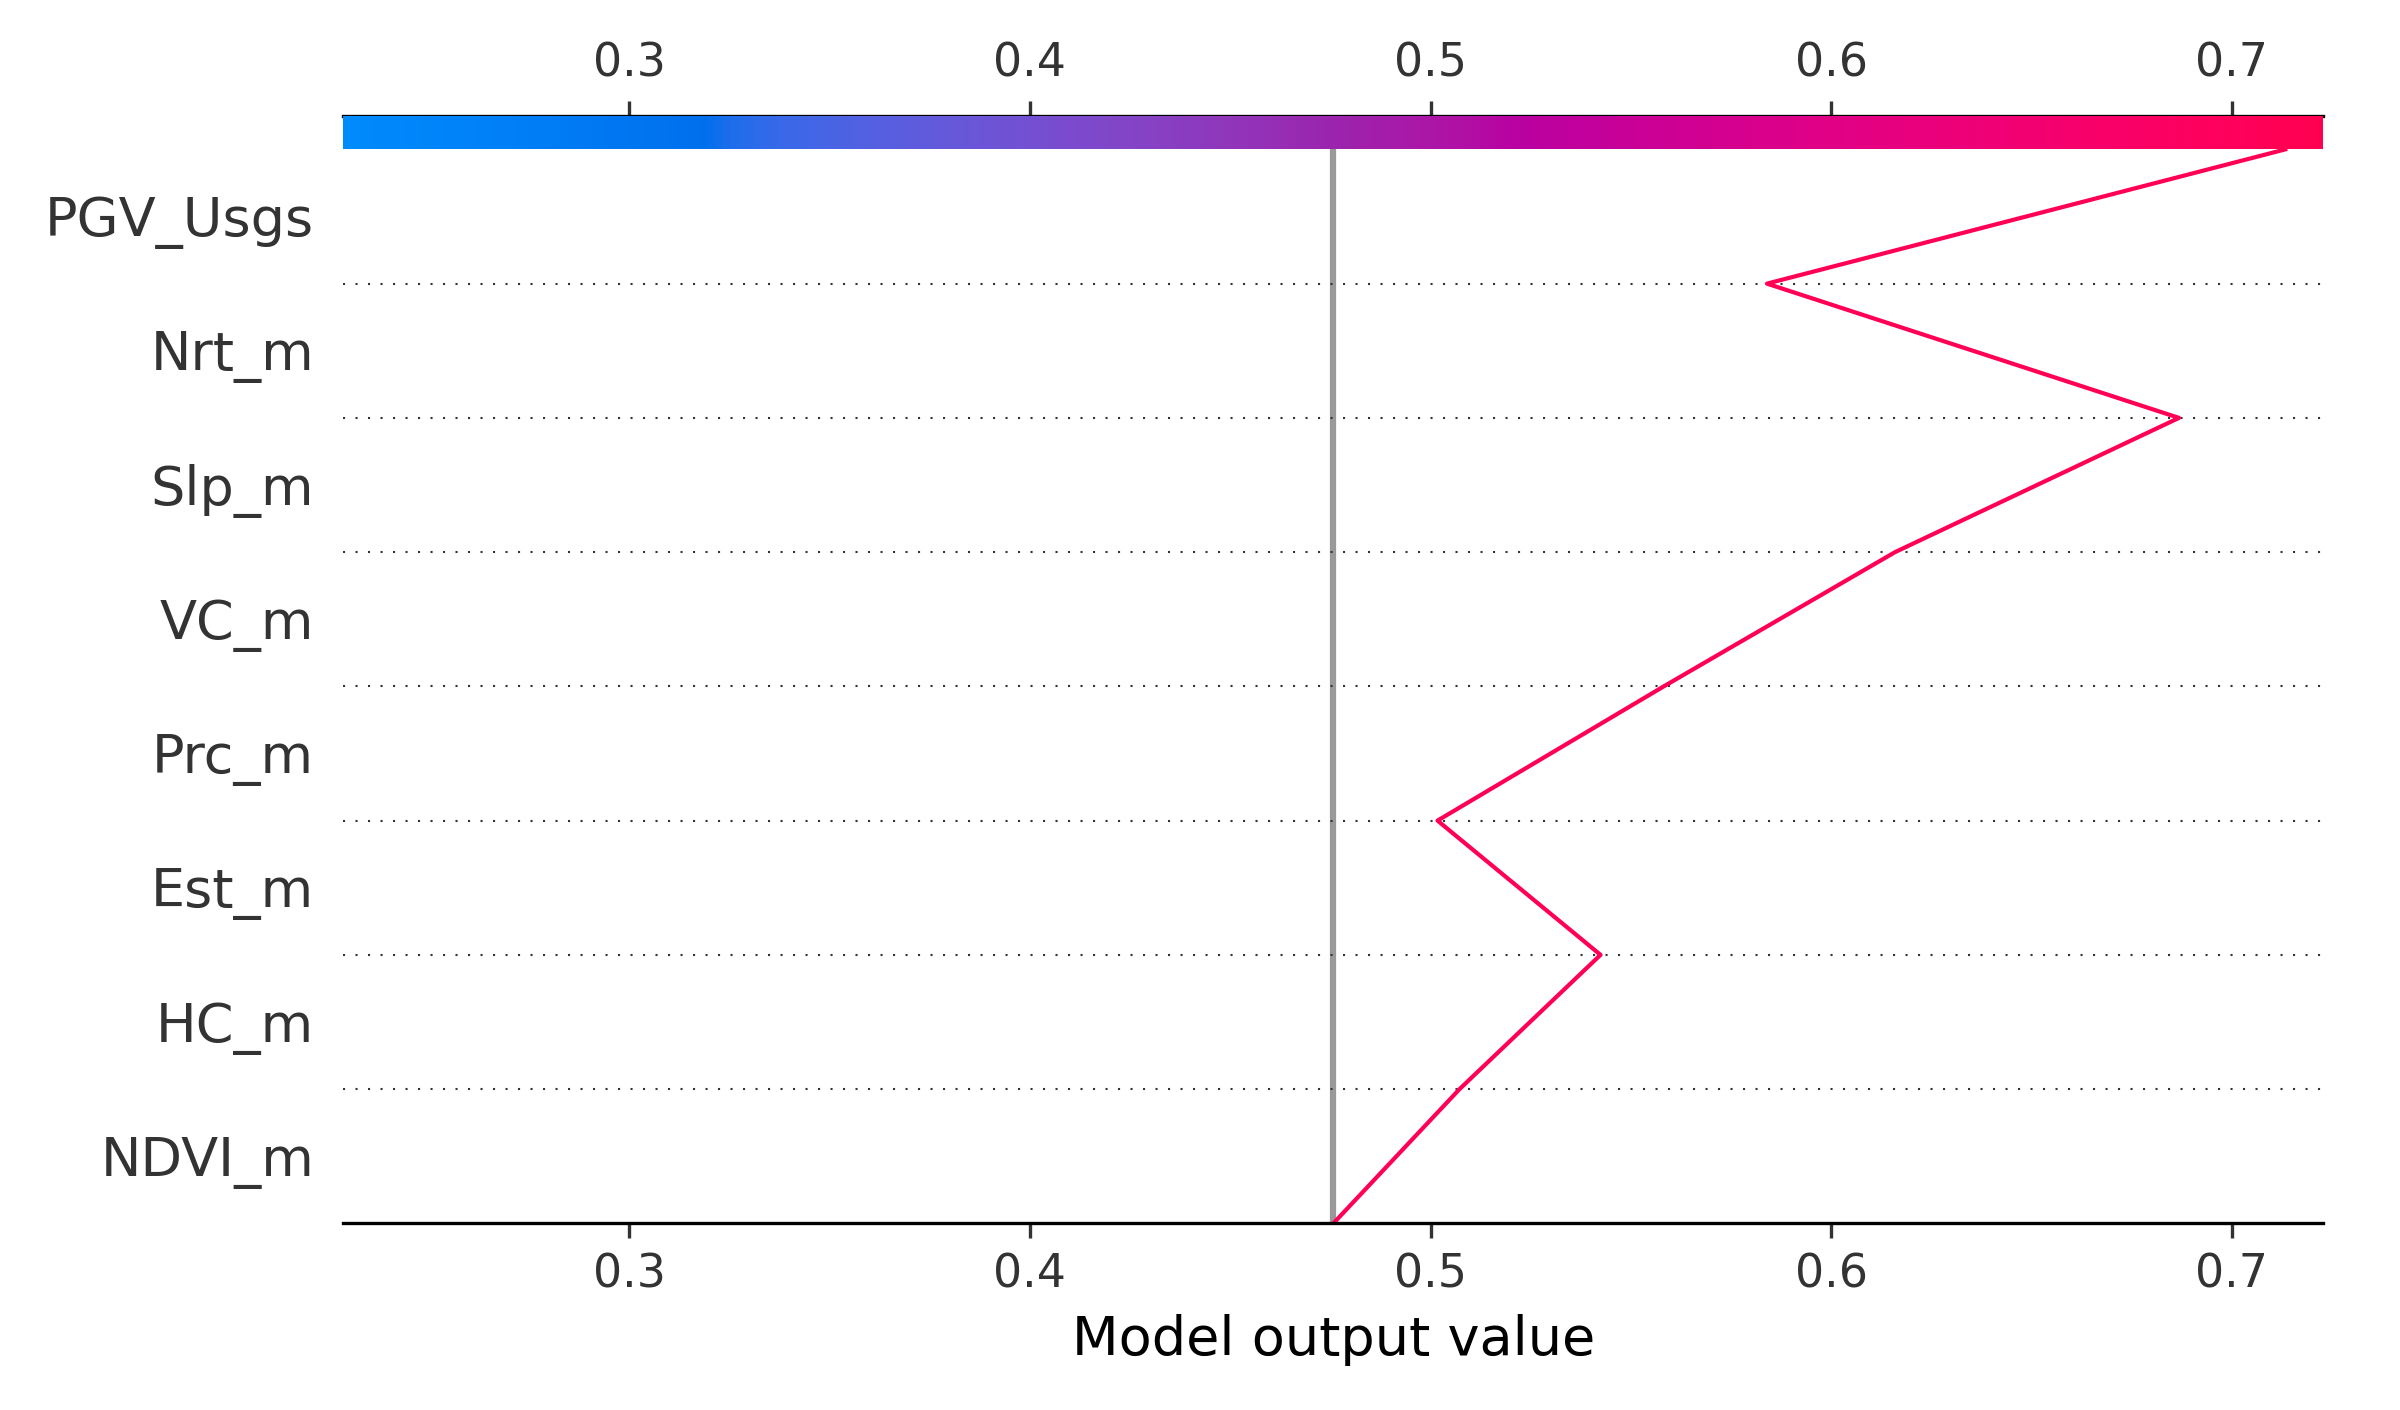 0.3 0.4 0.5 0.6 0.7
PGV_Usgs
Nrt_m
Slp_m
VC_m
Prc_m
Est_m
HC_m
NDVI_m
0.3 0.4 0.5 0.6 0.7
Model output value